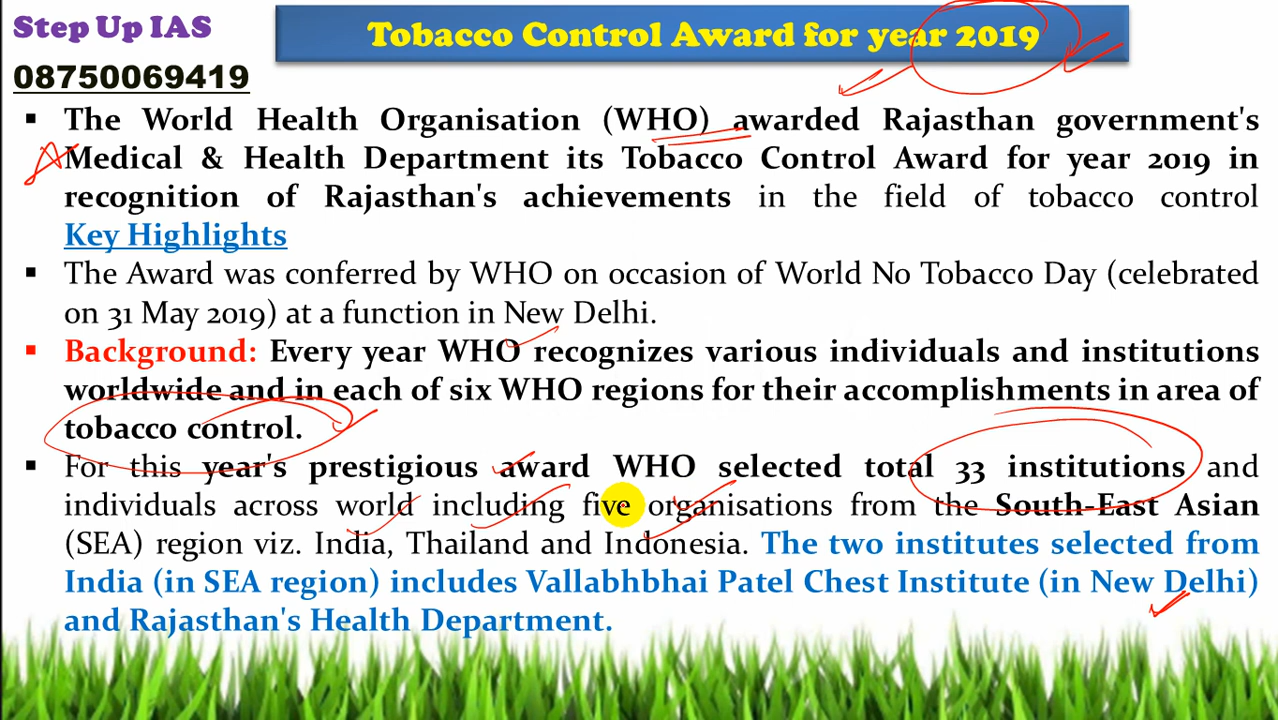 Step Up IAS
Tobacco Control Award for year 2019
08750069419
▪ The World Health Organisation (WHO) awarded Rajasthan government's
Medical & Health Department its Tobacco Control Award for year 2019 in
recognition of Rajasthan's achievements in the field of tobacco control
Key Highlights
▪ The Award was conferred by WHO on occasion of World No Tobacco Day (celebrated
on 31 May 2019) at a function in New Delhi.
▪ Background: Every year WHO recognizes various individuals and institutions
worldwide and in each of six WHO regions for their accomplishments in area of
tobacco control.
▪ For this year's prestigious award WHO selected total 33 institutions and
individuals across world including five organisations from the South-East Asian
(SEA) region viz. India, Thailand and Indonesia. The two institutes selected from
India (in SEA region) includes Vallabhbhai Patel Chest Institute (in New Delhi)
and Rajasthan's Health Department.